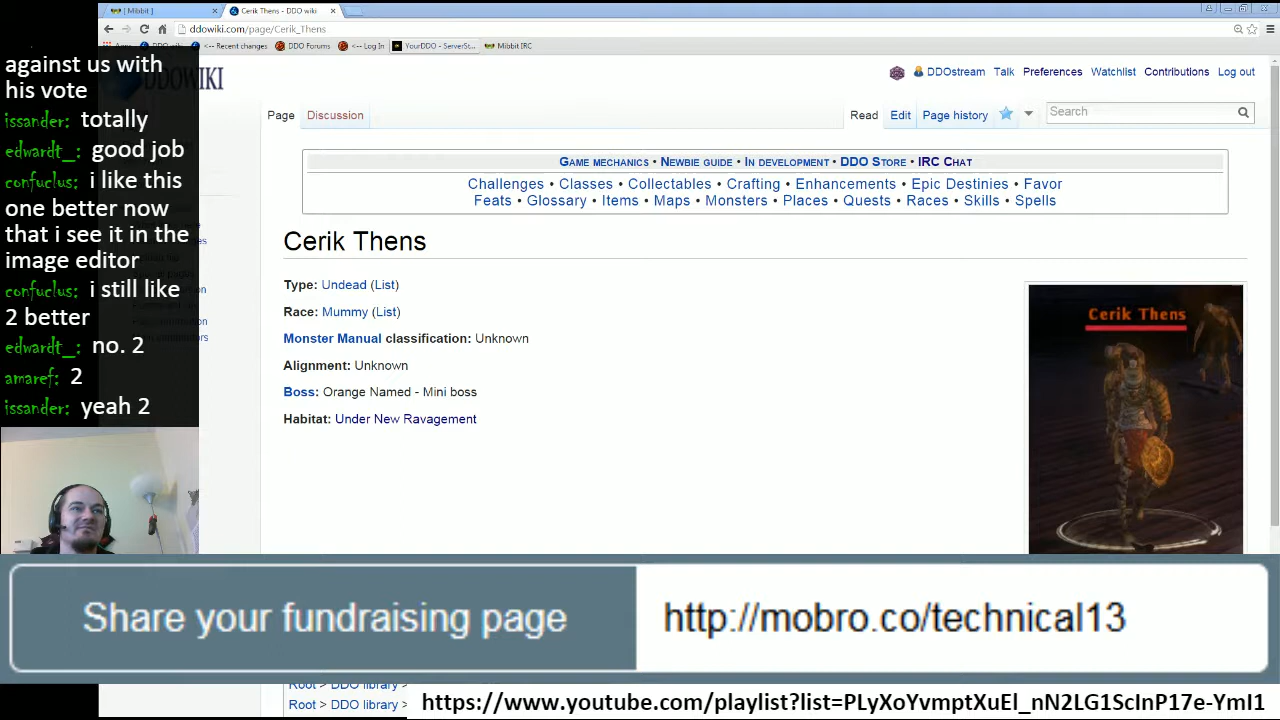 [ Mibbit ]
Cerik Thens - DDO wiki
ddowiki.com/page/Cerik_Thens
<-- Recent changes
DDO Forums
<-- Log In
YourDDO - ServerSt...
Mibbit IRC
against us with
his vote
issander: totally
edwardt_: good job
confuclus: i like this
one better now
that i see it in the
image editor
confuclus: i still like
2 better
edwardt_: no. 2
amaref: 2
issander: yeah 2
DDOWIKI
DDOstream Talk Preferences Watchlist Contributions Log out
Page Discussion
Read Edit Page history
Search
Game mechanics • Newbie guide • In development • DDO Store • IRC Chat
Challenges • Classes • Collectables • Crafting • Enhancements • Epic Destinies • Favor
Feats • Glossary • Items • Maps • Monsters • Places • Quests • Races • Skills • Spells
Cerik Thens
Type: Undead (List)
Race: Mummy (List)
Monster Manual classification: Unknown
Alignment: Unknown
Boss: Orange Named - Mini boss
Habitat: Under New Ravagement
Cerik Thens
Share your fundraising page
http://mobro.co/technical13
Root > DDO library >
Root > DDO library >
https://www.youtube.com/playlist?list=PLyXoYvmptXuEl_nN2LG1ScInP17e-YmI1